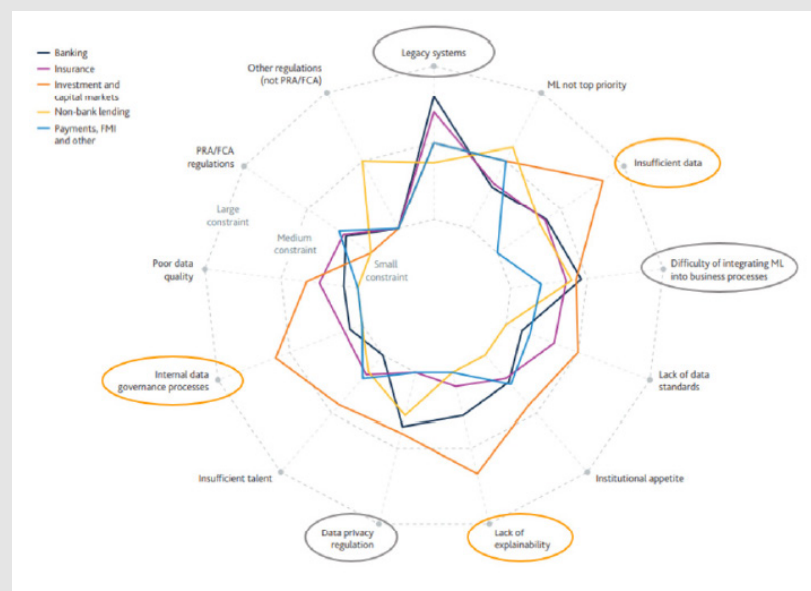 Banking
Insurance
Investment and
capital markets
Non-bank lending
Payments, FMI
and other
Legacy systems
Other regulations
(not PRA/FCA)
ML not top priority
PRA/FCA
regulations
Insufficient data
Large
constraint
Medium
constraint
Small
constraint
Poor data
quality
Difficulty of integrating ML
into business processes
Internal data
governance processes
Lack of data
standards
Insufficient talent
Institutional appetite
Data privacy
regulation
Lack of
explainability